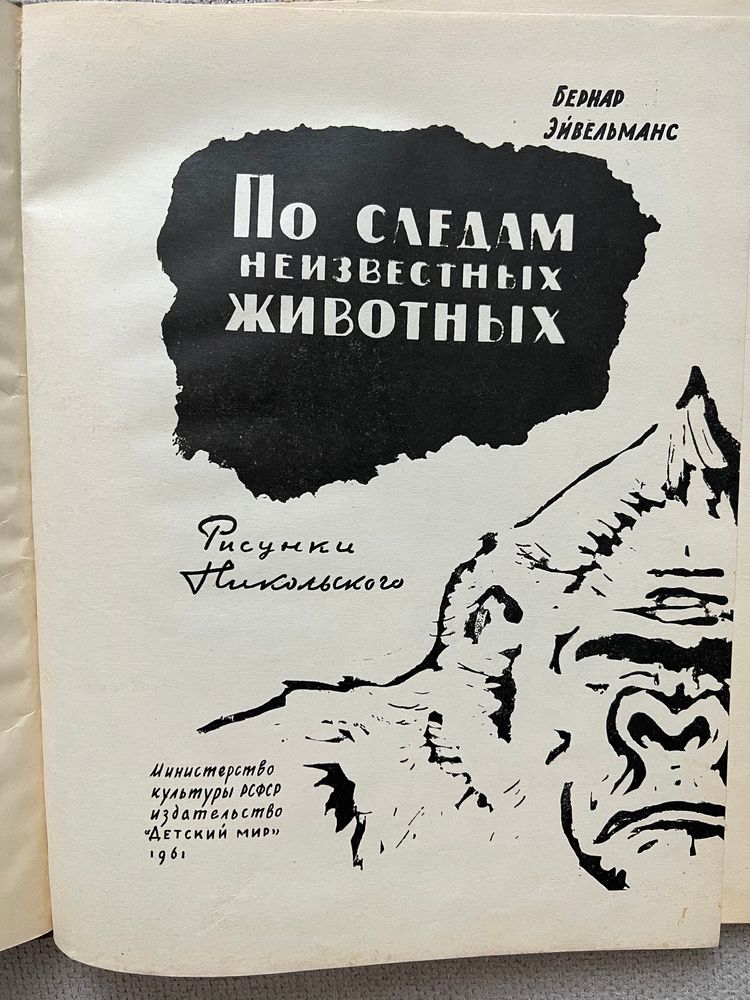 Бернар
Эйвельманс
По следам
неизвестных
животных
Рисунки
Никольского
Министерство
культуры РСФСР
издательство
"Детский мир"
1961